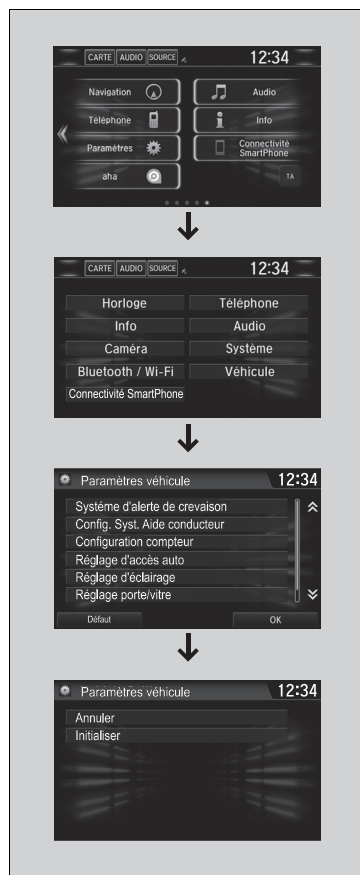 CARTE AUDIO SOURCE 12:34
Navigation Audio
Téléphone Info
Paramètres Connectivité
SmartPhone
aha TA
CARTE AUDIO SOURCE 12:34
Horloge Téléphone
Info Audio
Caméra Système
Bluetooth / Wi-Fi Véhicule
Connectivité SmartPhone
Paramètres véhicule 12:34
Systéme d'alerte de crevaison
Config. Syst. Aide conducteur
Configuration compteur
Réglage d'accès auto
Réglage d'éclairage
Réglage porte/vitre
Défaut OK
Paramètres véhicule 12:34
Annuler
Initialiser